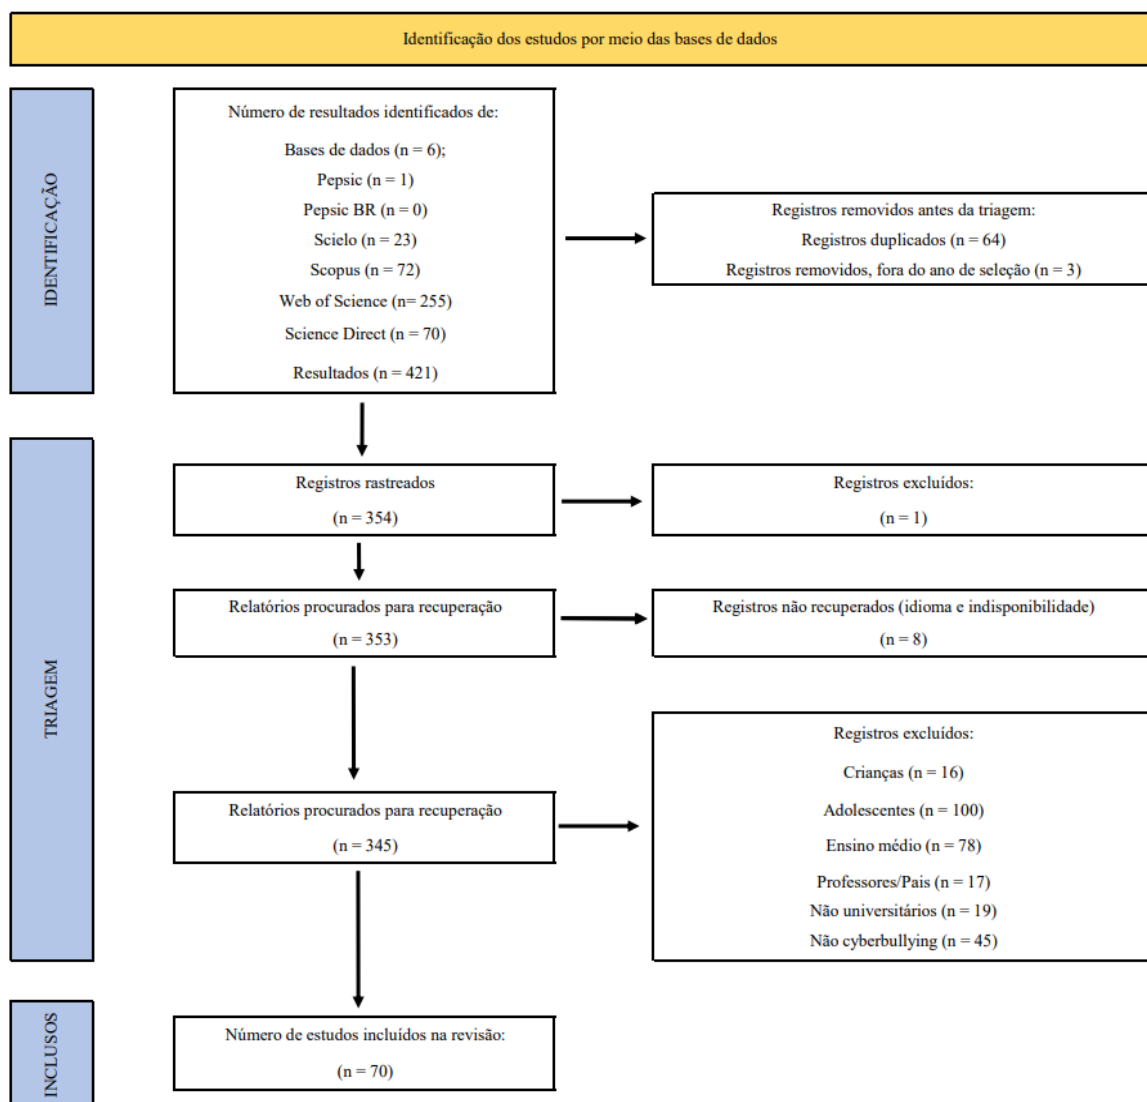 Identificação dos estudos por meio das bases de dados
IDENTIFICAÇÃO
Número de resultados identificados de:
Bases de dados (n = 6);
Pepsic (n = 1)
Pepsic BR (n = 0)
Scielo (n = 23)
Scopus (n = 72)
Web of Science (n= 255)
Science Direct (n = 70)
Resultados (n = 421)
Registros removidos antes da triagem:
Registros duplicados (n = 64)
Registros removidos, fora do ano de seleção (n = 3)
TRIAGEM
Registros rastreados
(n = 354)
Registros excluídos:
(n = 1)
Relatórios procurados para recuperação
(n = 353)
Registros não recuperados (idioma e indisponibilidade)
(n = 8)
Relatórios procurados para recuperação
(n = 345)
Registros excluídos:
Crianças (n = 16)
Adolescentes (n = 100)
Ensino médio (n = 78)
Professores/Pais (n = 17)
Não universitários (n = 19)
Não cyberbullying (n = 45)
INCLUSOS
Número de estudos incluídos na revisão:
(n = 70)